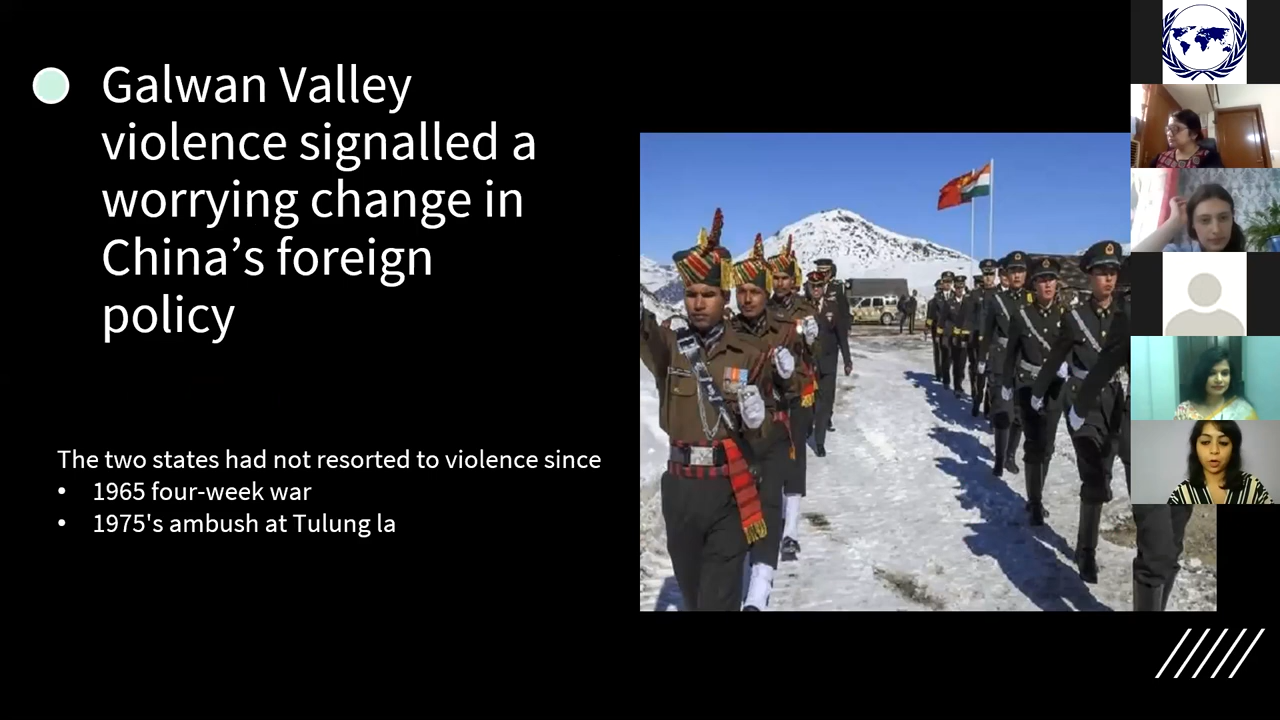 Galwan Valley
violence signalled a
worrying change in
China’s foreign
policy
The two states had not resorted to violence since
• 1965 four-week war
• 1975's ambush at Tulung la